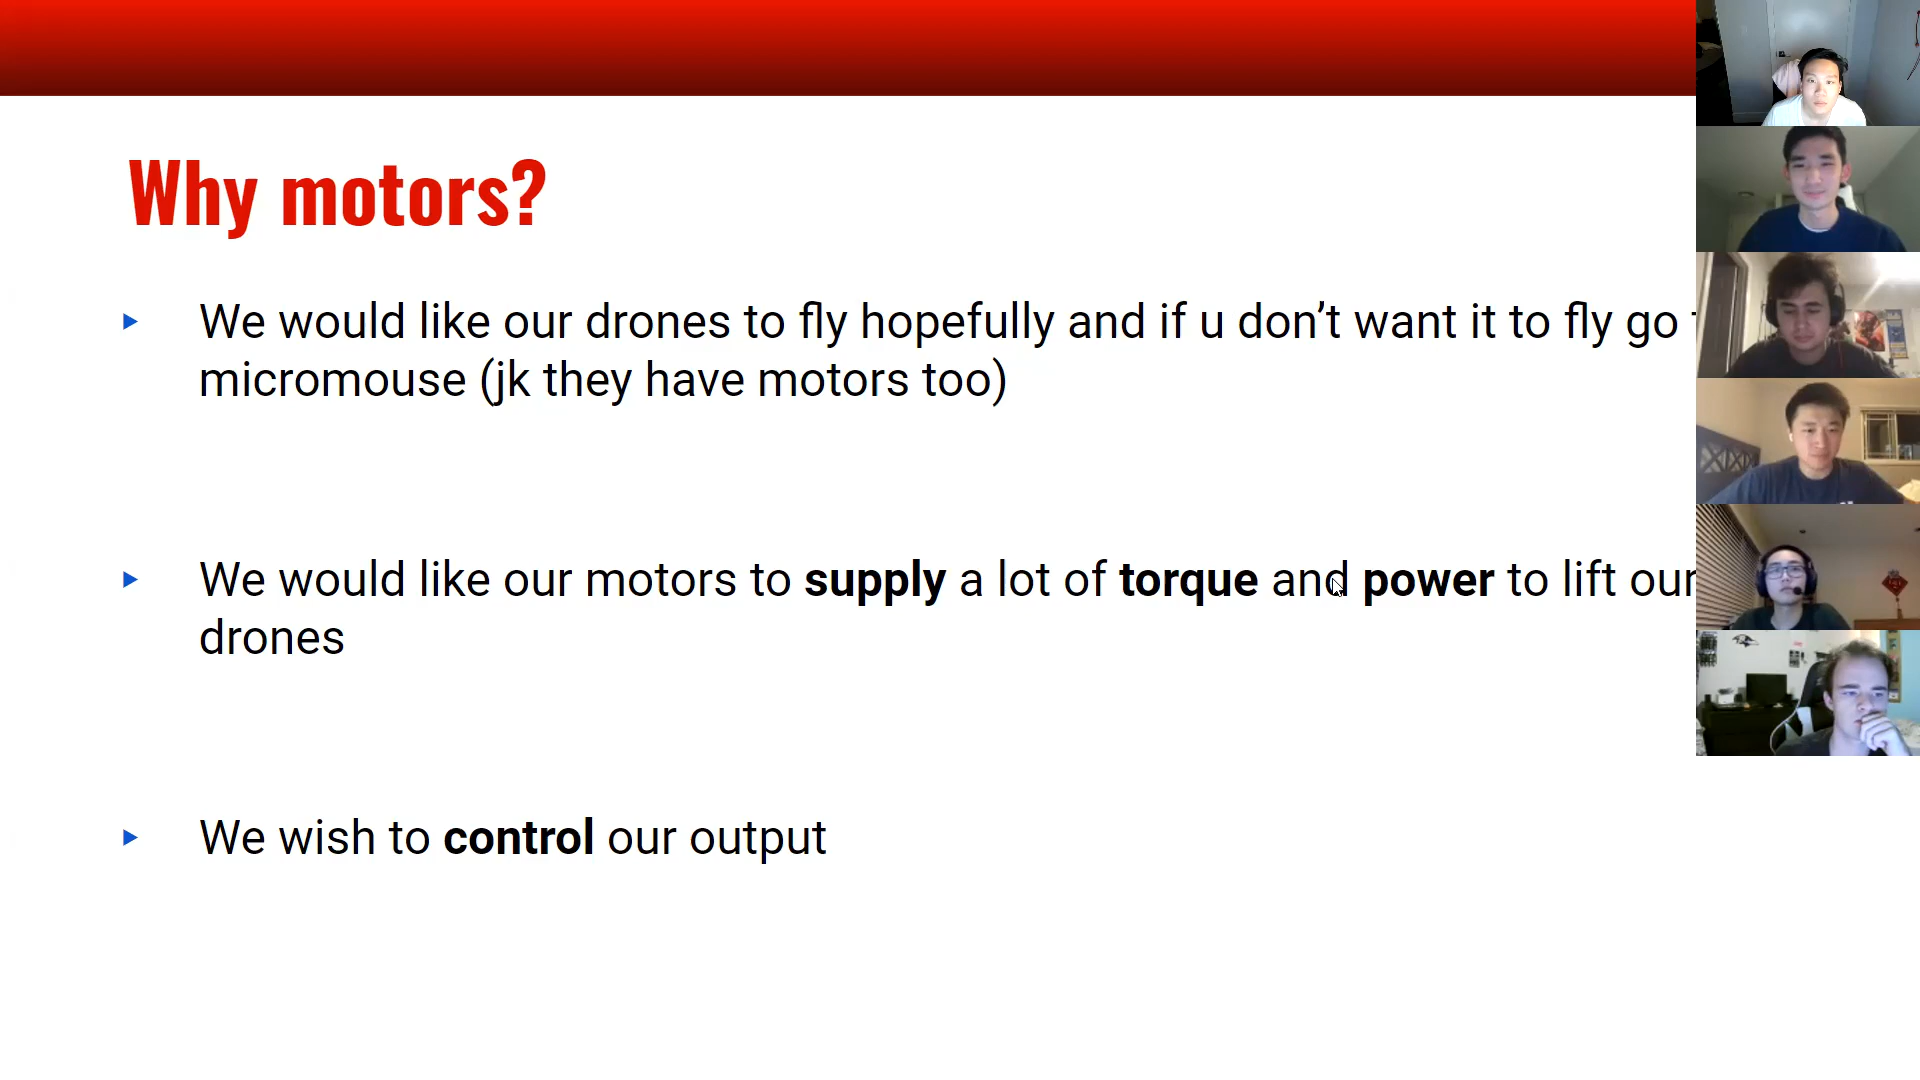 Why motors?
We would like our drones to fly hopefully and if u don't want it to fly go
micromouse (jk they have motors too)
We would like our motors to supply a lot of torque and power to lift our
drones
We wish to control our output